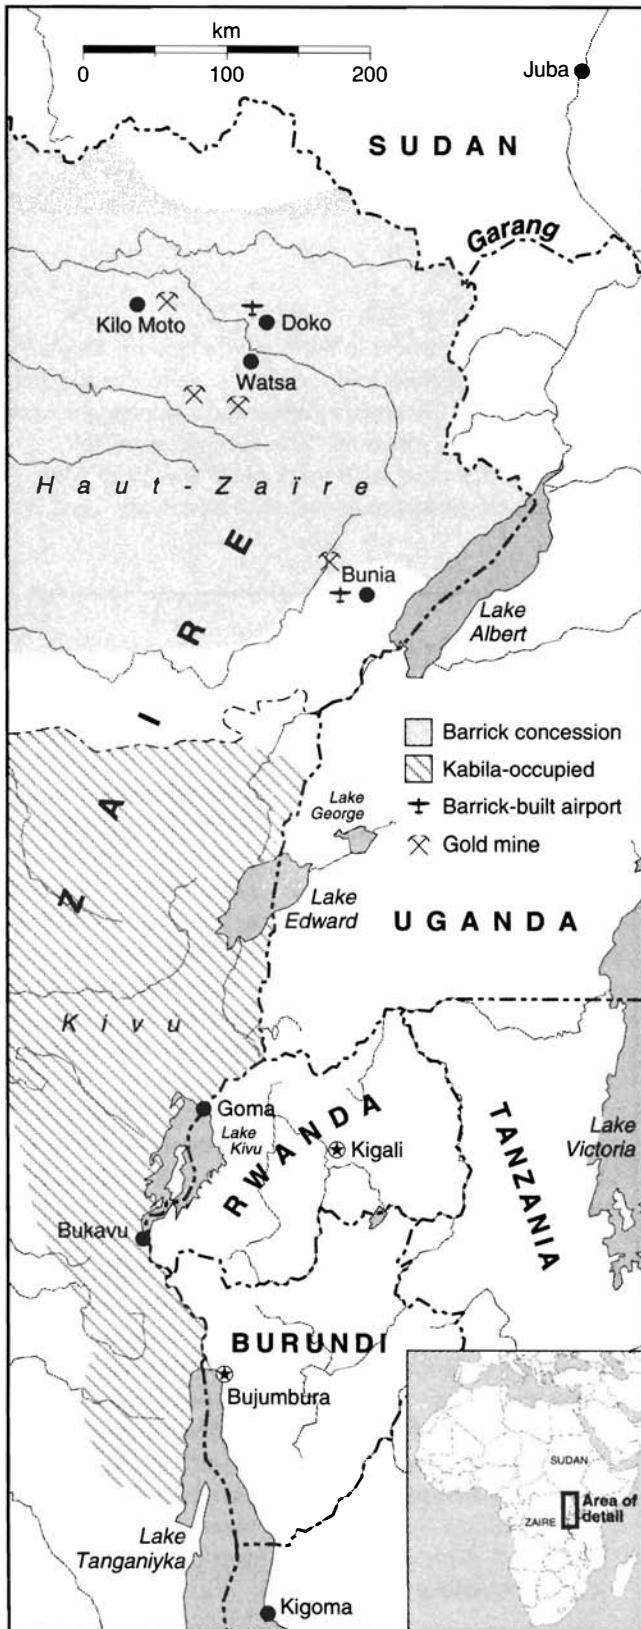 km
0 100 200
Juba
SUDAN
Garang
Kilo Moto
Doko
Watsa
Haut-Zaïre
ZAIRE
Bunia
Lake
Albert
Barrick concession
Kabila-occupied
Barrick-built airport
Gold mine
Lake
George
Lake
Edward
UGANDA
Kivu
Goma
Lake
Kivu
RWANDA
Kigali
TANZANIA
Lake
Victoria
Bukavu
BURUNDI
Bujumbura
Lake
Tanganiyka
Kigoma
SUDAN
ZAIRE
Area of
detail